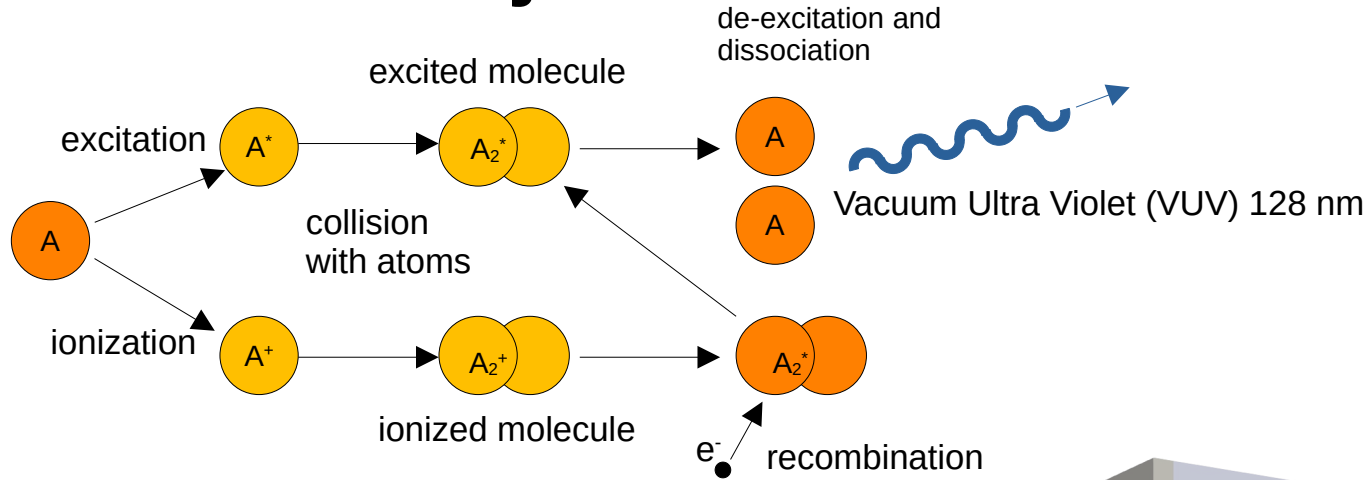 de-excitation and
dissociation
excited molecule
excitation
A*
A₂*
A
Vacuum Ultra Violet (VUV) 128 nm
A
A
collision
with atoms
ionization
A⁺
A₂⁺
A₂*
ionized molecule
e⁻
recombination